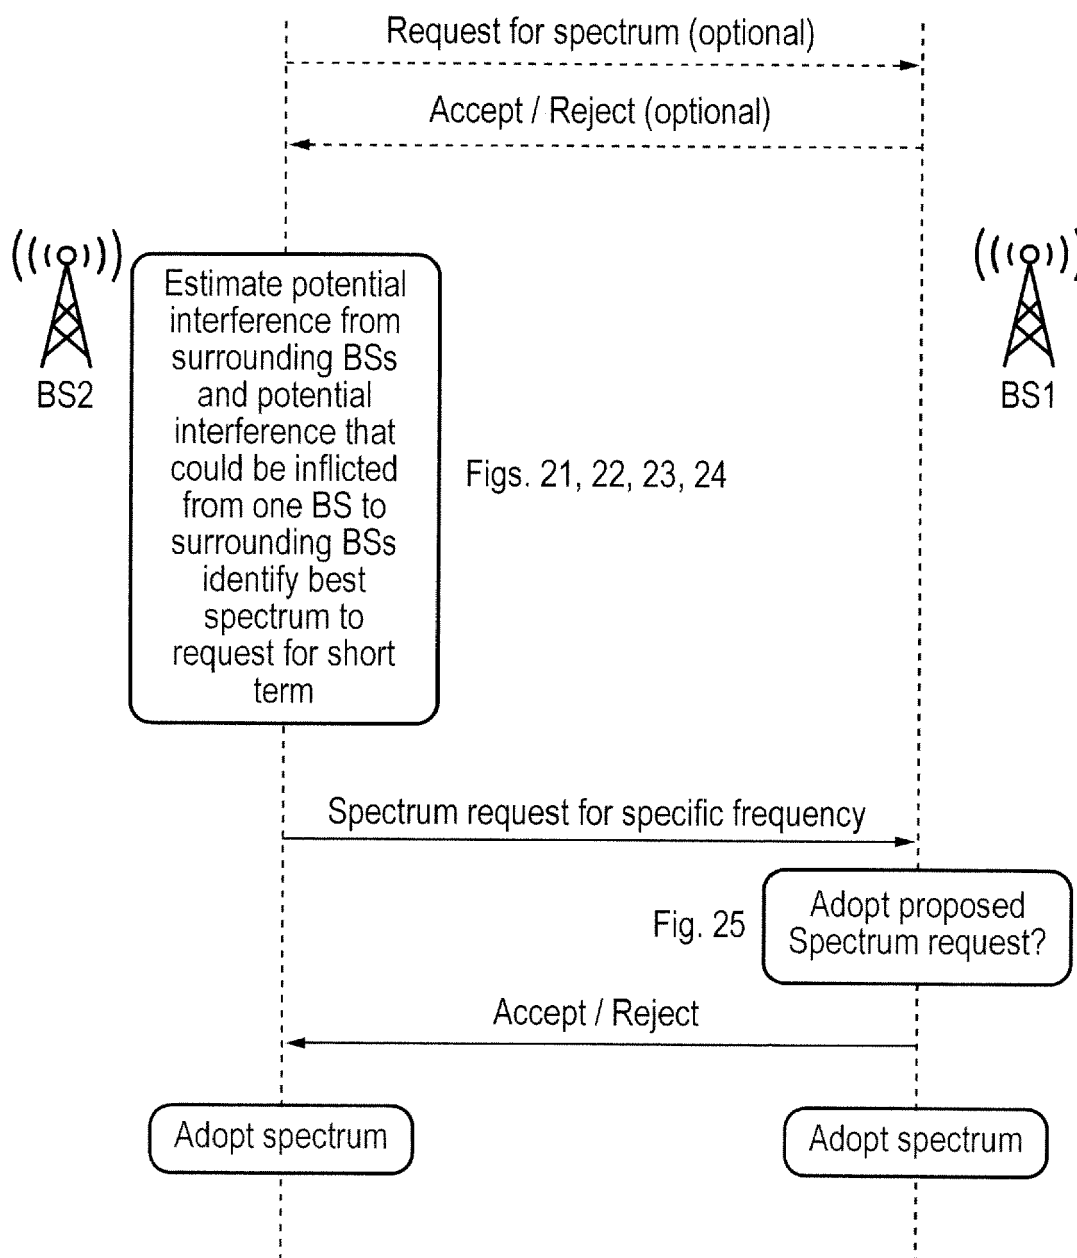 Request for spectrum (optional)
Accept / Reject (optional)
BS2
Estimate potential
interference from
surrounding BSs
and potential
interference that
could be inflicted
from one BS to
surrounding BSs
identify best
spectrum to
request for short
term
BS1
Figs. 21, 22, 23, 24
Spectrum request for specific frequency
Fig. 25
Adopt proposed
Spectrum request?
Accept / Reject
Adopt spectrum
Adopt spectrum